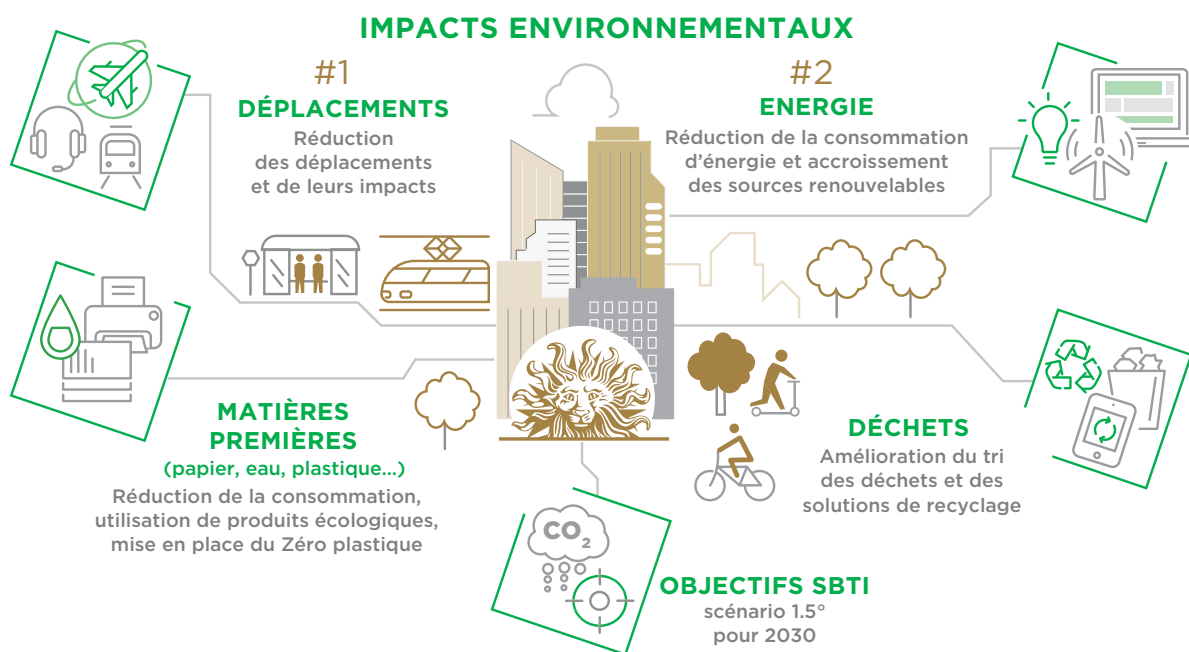 IMPACTS ENVIRONNEMENTAUX
#1
DÉPLACEMENTS
Réduction
des déplacements
et de leurs impacts
#2
ENERGIE
Réduction de la consommation
d'énergie et accroissement
des sources renouvelables
MATIÈRES
PREMIÈRES
(papier, eau, plastique...)
Réduction de la consommation,
utilisation de produits écologiques,
mise en place du Zéro plastique
DÉCHETS
Amélioration du tri
des déchets et des
solutions de recyclage
CO2
OBJECTIFS SBTI
scénario 1.5°
pour 2030